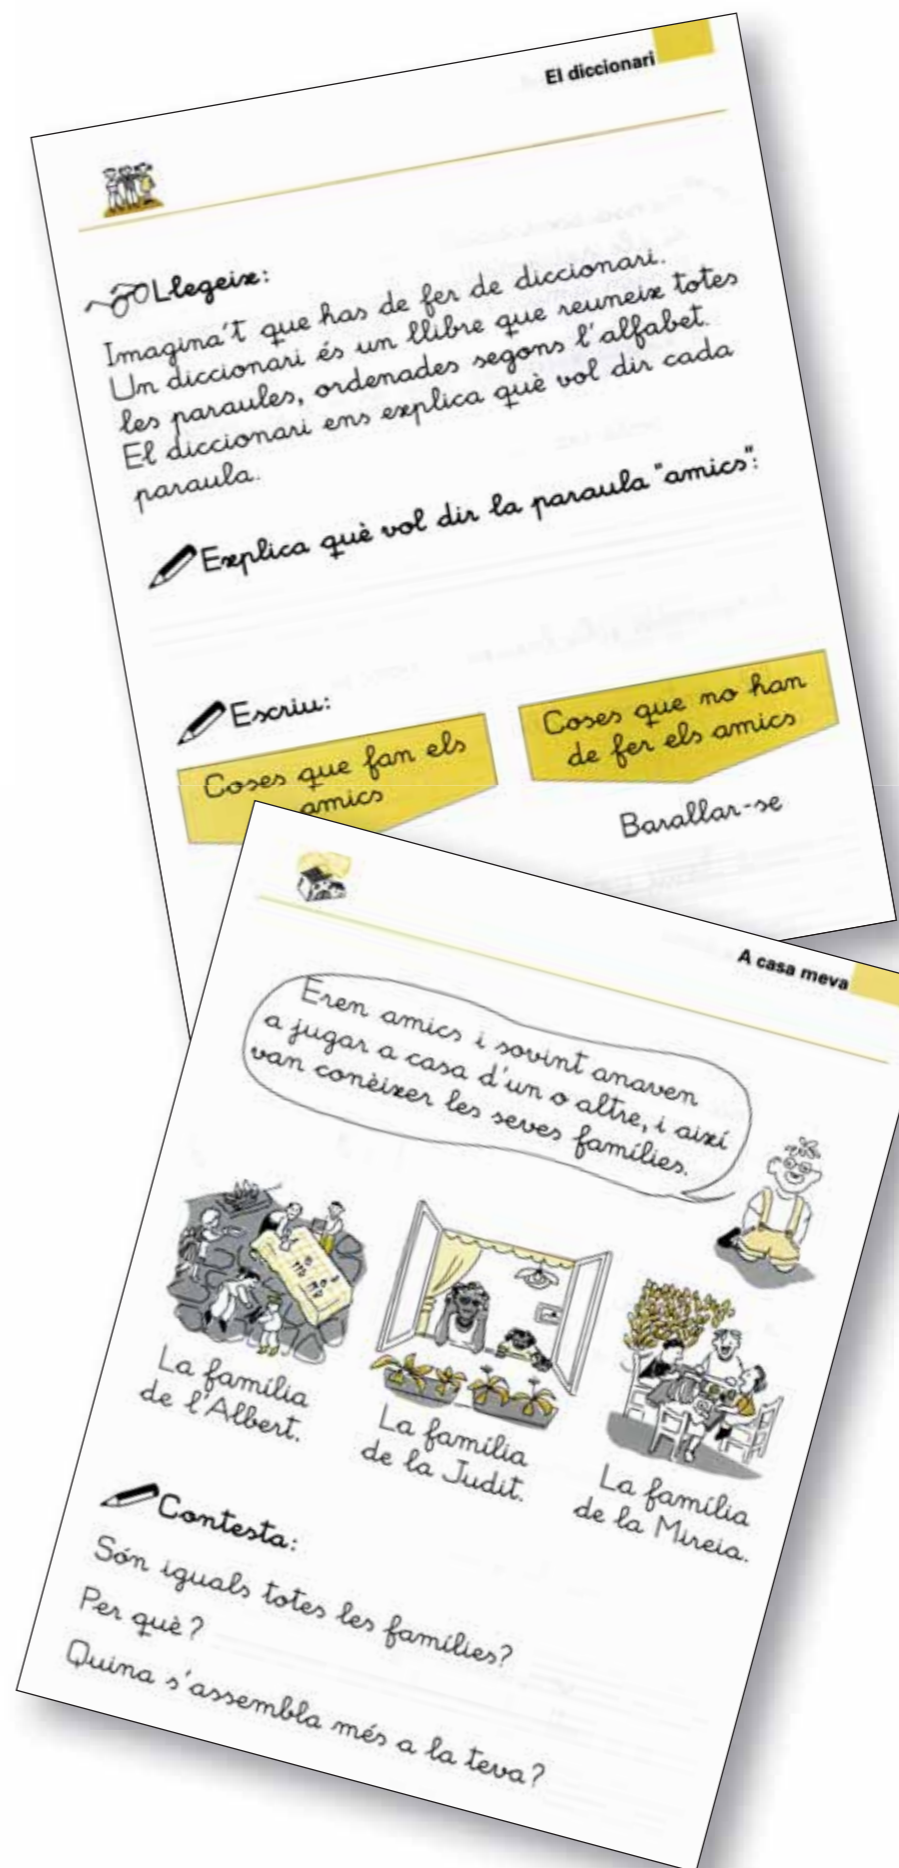 El diccionari
Llegeix:
Imagina't que has de fer de diccionari.
Un diccionari és un llibre que reuneix totes
les paraules, ordenades segons l'alfabet.
El diccionari ens explica què vol dir cada
paraula.
Explica què vol dir la paraula "amics":
Escriu:
Coses que fan els
amics
Coses que no han
de fer els amics
Barallar-se
A casa meva
Eren amics i sovint anaven
a jugar a casa d'un o altre, i així
van conèixer les seves famílies.
La família
de l'Albert.
La família
de la Judit.
La família
de la Mireia.
Contesta:
Són iguals totes les famílies?
Per què?
Quina s'assembla més a la teva?